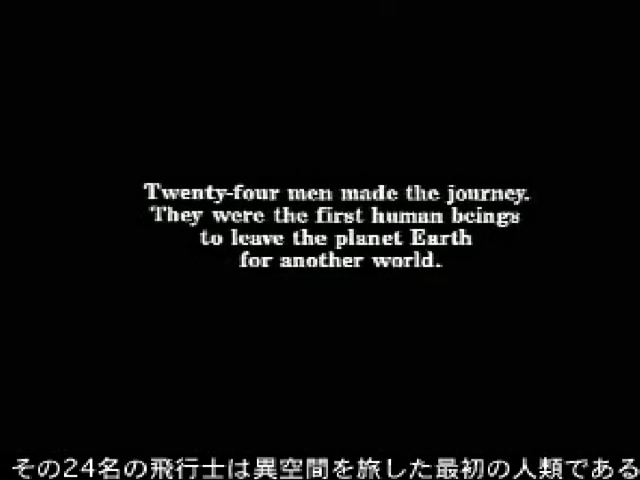 Twenty-four men made the journey.
They were the first human beings
to leave the planet Earth
for another world.
その24名の飛行士は異空間を旅した最初の人類である